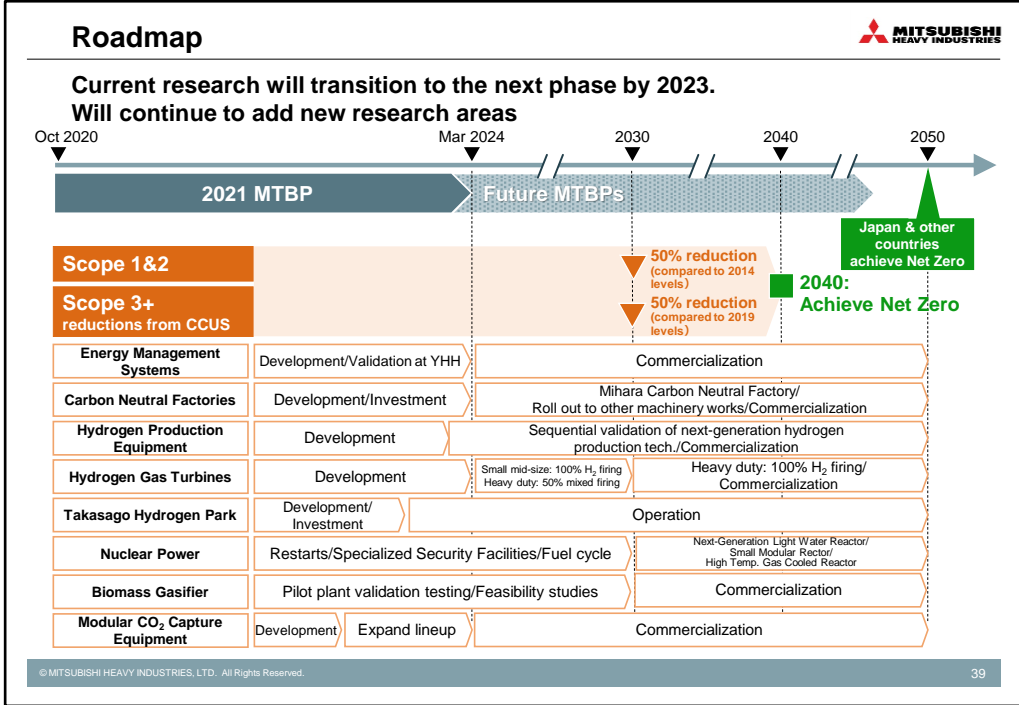 Roadmap
MITSUBISHI
HEAVY INDUSTRIES
Current research will transition to the next phase by 2023.
Will continue to add new research areas
Oct 2020
Mar 2024
2030
2040
2050
2021 MTBP
Future MTBPs
Japan & other
countries
achieve Net Zero
Scope 1&2
50% reduction
(compared to 2014
levels)
2040:
Achieve Net Zero
Scope 3+
reductions from CCUS
50% reduction
(compared to 2019
levels)
Energy Management
Systems
Development/Validation at YHH
Commercialization
Carbon Neutral Factories
Development/Investment
Mihara Carbon Neutral Factory/
Roll out to other machinery works/Commercialization
Hydrogen Production
Equipment
Development
Sequential validation of next-generation hydrogen
production tech./Commercialization
Hydrogen Gas Turbines
Development
Small mid-size: 100% H₂ firing
Heavy duty: 50% mixed firing
Heavy duty: 100% H₂ firing/
Commercialization
Takasago Hydrogen Park
Development/
Investment
Operation
Nuclear Power
Restarts/Specialized Security Facilities/Fuel cycle
Next-Generation Light Water Reactor/
Small Modular Rector/
High Temp. Gas Cooled Reactor
Biomass Gasifier
Pilot plant validation testing/Feasibility studies
Commercialization
Modular CO₂ Capture
Equipment
Development
Expand lineup
Commercialization
© MITSUBISHI HEAVY INDUSTRIES, LTD. All Rights Reserved.
39